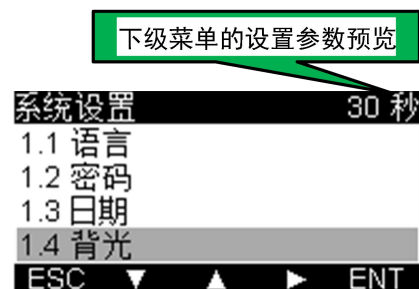 下级菜单的设置参数预览
系统设置 30 秒
1.1 语言
1.2 密码
1.3 日期
1.4 背光
ESC ▼ ▲ ► ENT